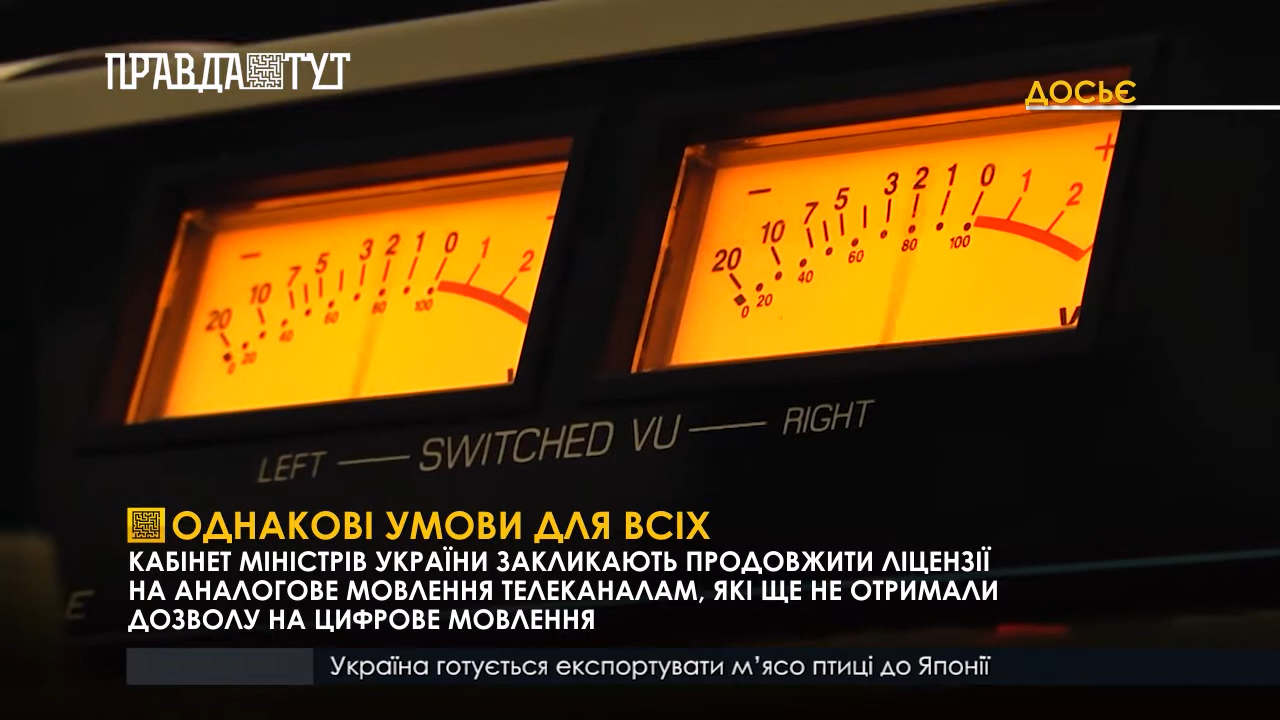 ПРАВДА ТУТ
ДОСЬЄ
20 10 7 5 3 2 1 0 1 2
0 20 40 60 80 100
20 10 7 5 3 2 1 0 1 2 +
0 20 40 60 80 100
LEFT — SWITCHED VU — RIGHT
ОДНАКОВІ УМОВИ ДЛЯ ВСІХ
КАБІНЕТ МІНІСТРІВ УКРАЇНИ ЗАКЛИКАЮТЬ ПРОДОВЖИТИ ЛІЦЕНЗІЇ
НА АНАЛОГОВЕ МОВЛЕННЯ ТЕЛЕКАНАЛАМ, ЯКІ ЩЕ НЕ ОТРИМАЛИ
ДОЗВОЛУ НА ЦИФРОВЕ МОВЛЕННЯ
Україна готується експортувати м’ясо птиці до Японії